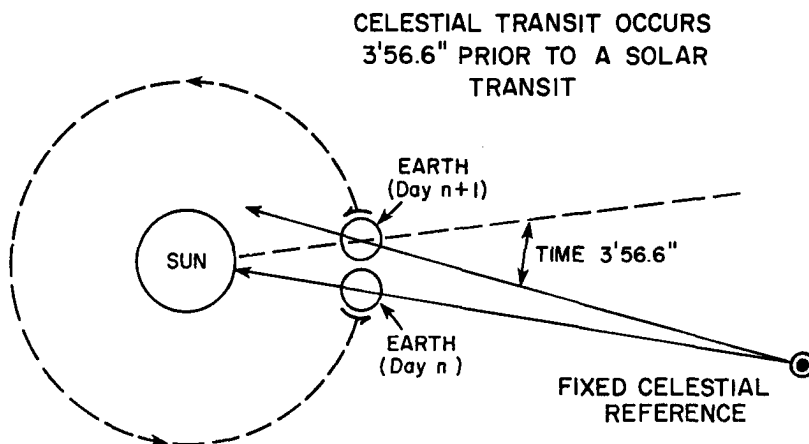 CELESTIAL TRANSIT OCCURS
3'56.6" PRIOR TO A SOLAR
TRANSIT
EARTH
(Day n+1)
SUN
TIME 3'56.6"
EARTH
(Day n)
FIXED CELESTIAL
REFERENCE